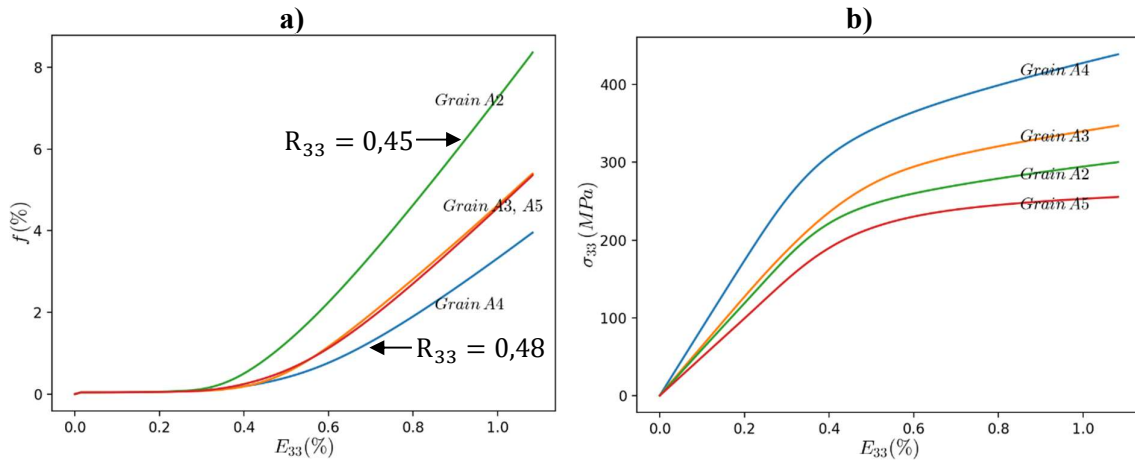 a)
8
6
4
2
0
f(%)
Grain A2
R₃₃ = 0,45
Grain A3, A5
Grain A4
R₃₃ = 0,48
0.0 0.2 0.4 0.6 0.8 1.0
E₃₃(%)
b)
400
300
200
100
0
σ₃₃(MPa)
Grain A4
Grain A3
Grain A2
Grain A5
0.0 0.2 0.4 0.6 0.8 1.0
E₃₃(%)